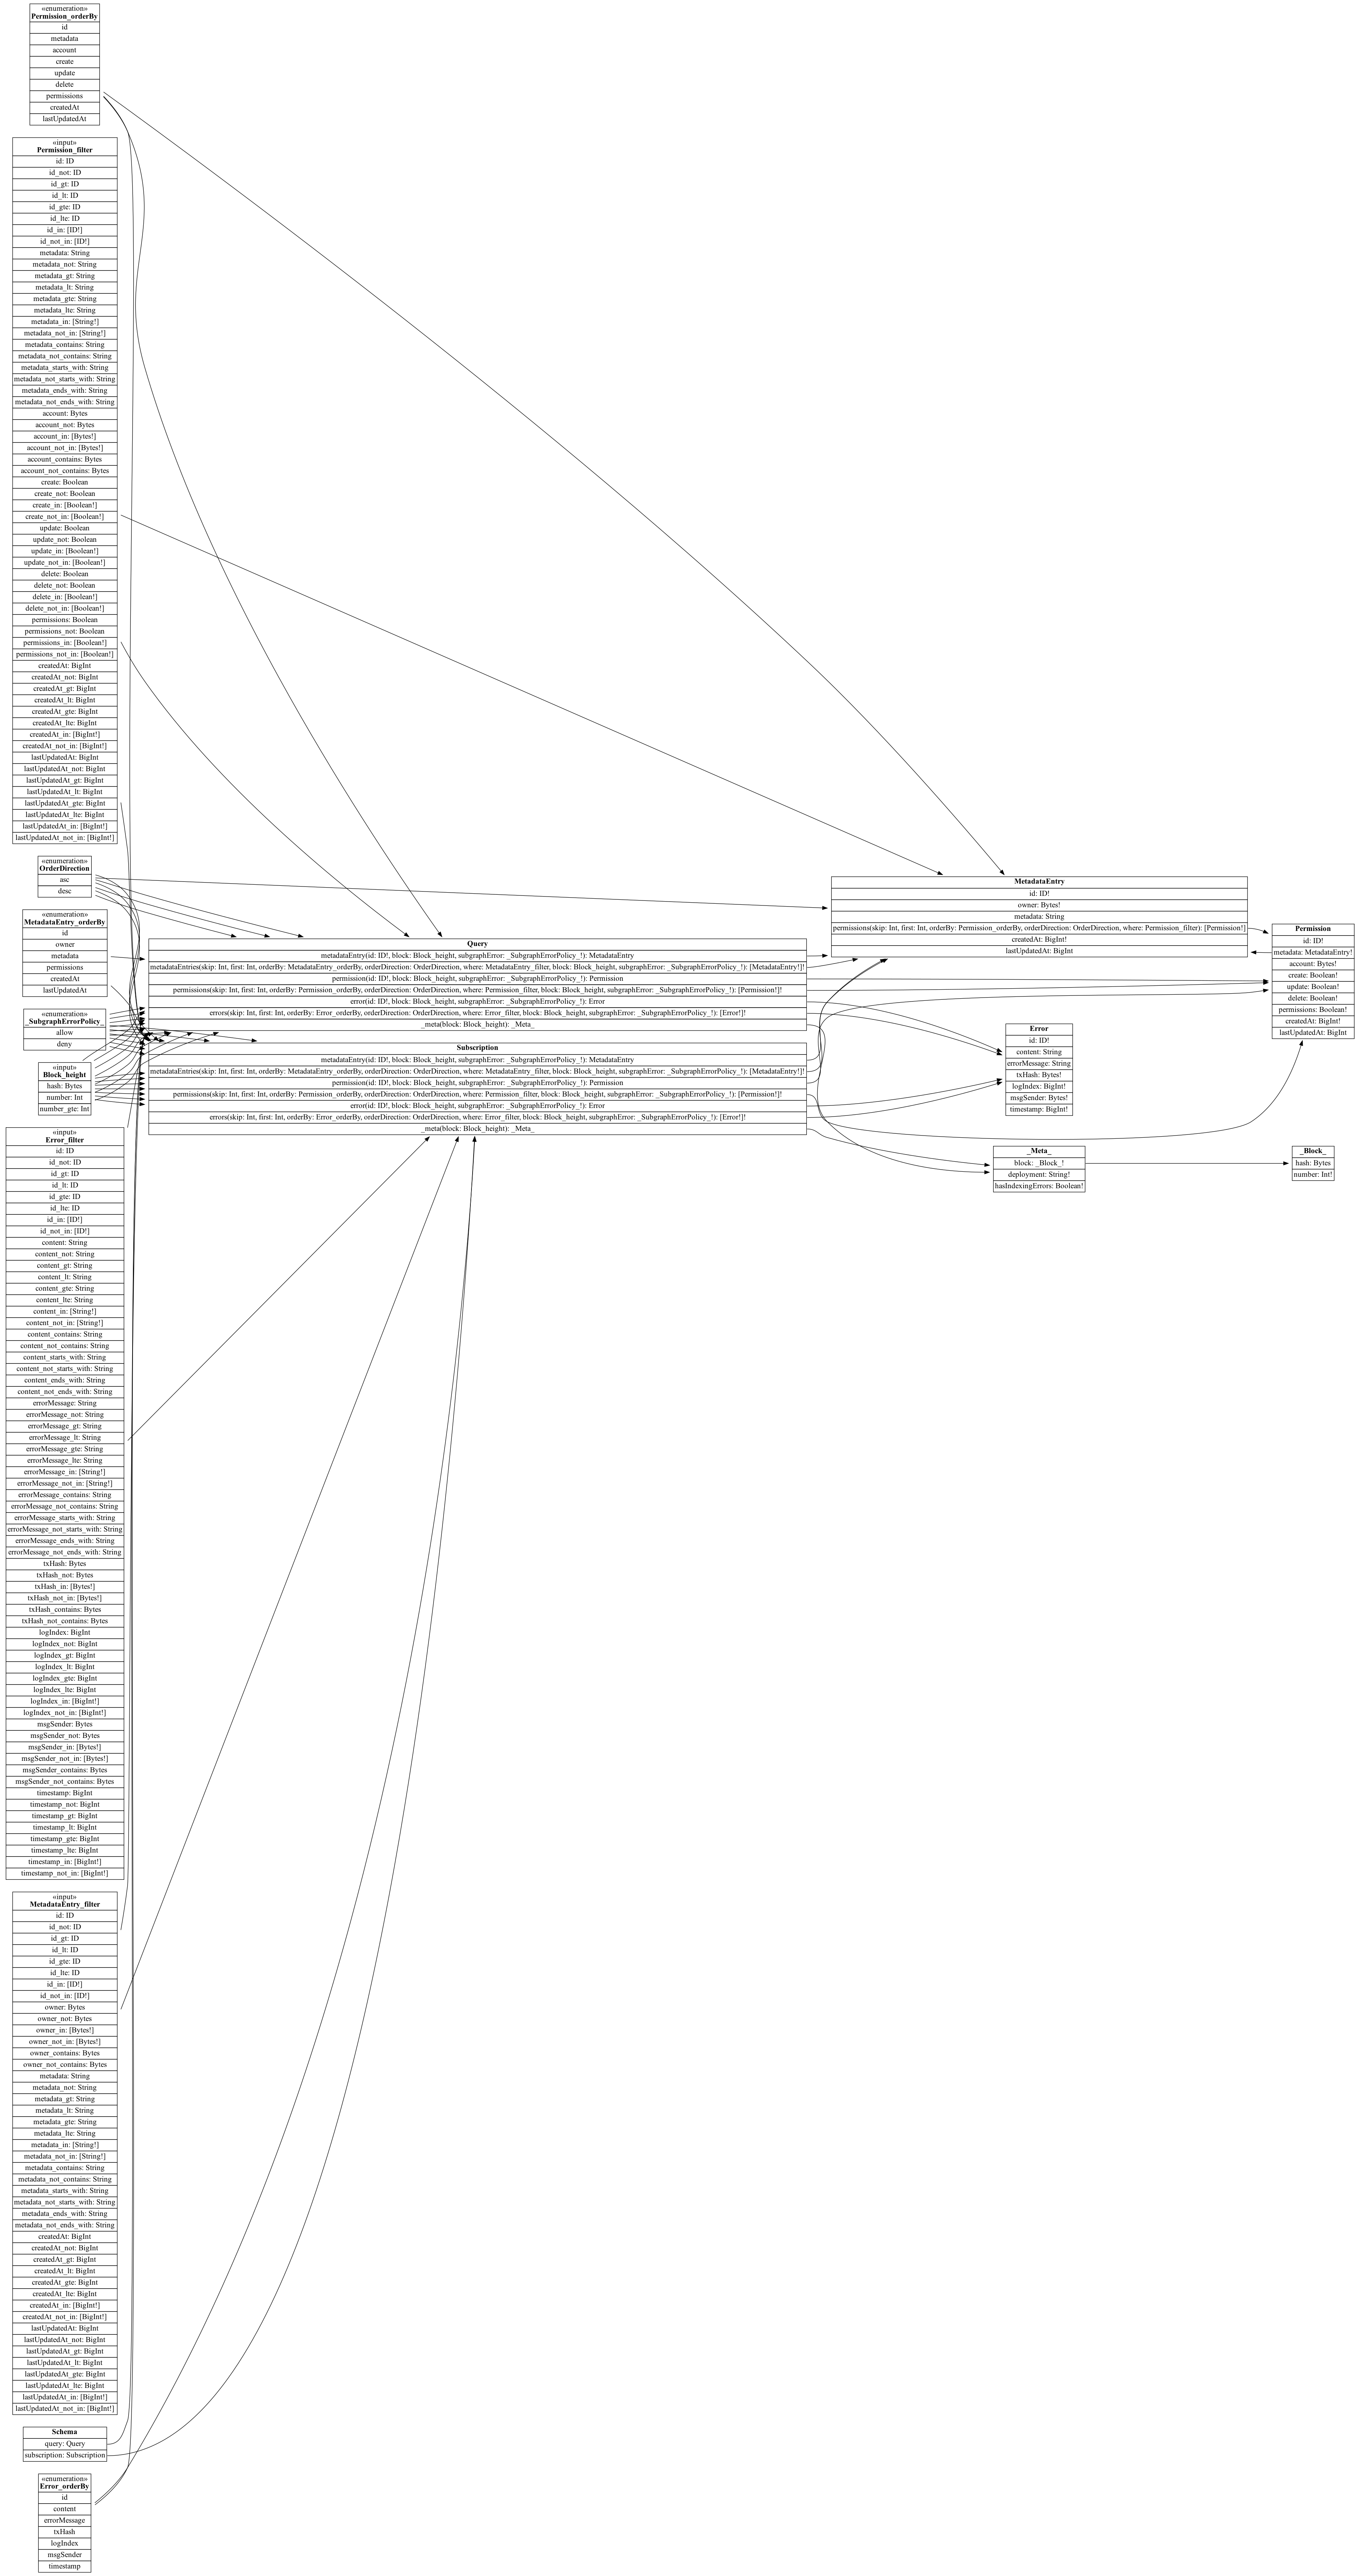 «enumeration»
Permission_orderBy
id
metadata
account
create
update
delete
permissions
createdAt
lastUpdatedAt
«input»
Permission_filter
id: ID
id_not: ID
id_gt: ID
id_lt: ID
id_gte: ID
id_lte: ID
id_in: [ID!]
id_not_in: [ID!]
metadata: String
metadata_not: String
metadata_gt: String
metadata_lt: String
metadata_gte: String
metadata_lte: String
metadata_in: [String!]
metadata_not_in: [String!]
metadata_contains: String
metadata_not_contains: String
metadata_starts_with: String
metadata_not_starts_with: String
metadata_ends_with: String
metadata_not_ends_with: String
account: Bytes
account_not: Bytes
account_in: [Bytes!]
account_not_in: [Bytes!]
account_contains: Bytes
account_not_contains: Bytes
create: Boolean
create_not: Boolean
create_in: [Boolean!]
create_not_in: [Boolean!]
update: Boolean
update_not: Boolean
update_in: [Boolean!]
update_not_in: [Boolean!]
delete: Boolean
delete_not: Boolean
delete_in: [Boolean!]
delete_not_in: [Boolean!]
permissions: Boolean
permissions_not: Boolean
permissions_in: [Boolean!]
permissions_not_in: [Boolean!]
createdAt: BigInt
createdAt_not: BigInt
createdAt_gt: BigInt
createdAt_lt: BigInt
createdAt_gte: BigInt
createdAt_lte: BigInt
createdAt_in: [BigInt!]
createdAt_not_in: [BigInt!]
lastUpdatedAt: BigInt
lastUpdatedAt_not: BigInt
lastUpdatedAt_gt: BigInt
lastUpdatedAt_lt: BigInt
lastUpdatedAt_gte: BigInt
lastUpdatedAt_lte: BigInt
lastUpdatedAt_in: [BigInt!]
lastUpdatedAt_not_in: [BigInt!]
«enumeration»
OrderDirection
asc
desc
«enumeration»
MetadataEntry_orderBy
id
owner
metadata
permissions
createdAt
lastUpdatedAt
«enumeration»
_SubgraphErrorPolicy_
allow
deny
«input»
Block_height
hash: Bytes
number: Int
number_gte: Int
«input»
Error_filter
id: ID
id_not: ID
id_gt: ID
id_lt: ID
id_gte: ID
id_lte: ID
id_in: [ID!]
id_not_in: [ID!]
content: String
content_not: String
content_gt: String
content_lt: String
content_gte: String
content_lte: String
content_in: [String!]
content_not_in: [String!]
content_contains: String
content_not_contains: String
content_starts_with: String
content_not_starts_with: String
content_ends_with: String
content_not_ends_with: String
errorMessage: String
errorMessage_not: String
errorMessage_gt: String
errorMessage_lt: String
errorMessage_gte: String
errorMessage_lte: String
errorMessage_in: [String!]
errorMessage_not_in: [String!]
errorMessage_contains: String
errorMessage_not_contains: String
errorMessage_starts_with: String
errorMessage_not_starts_with: String
errorMessage_ends_with: String
errorMessage_not_ends_with: String
txHash: Bytes
txHash_not: Bytes
txHash_in: [Bytes!]
txHash_not_in: [Bytes!]
txHash_contains: Bytes
txHash_not_contains: Bytes
logIndex: BigInt
logIndex_not: BigInt
logIndex_gt: BigInt
logIndex_lt: BigInt
logIndex_gte: BigInt
logIndex_lte: BigInt
logIndex_in: [BigInt!]
logIndex_not_in: [BigInt!]
msgSender: Bytes
msgSender_not: Bytes
msgSender_in: [Bytes!]
msgSender_not_in: [Bytes!]
msgSender_contains: Bytes
msgSender_not_contains: Bytes
timestamp: BigInt
timestamp_not: BigInt
timestamp_gt: BigInt
timestamp_lt: BigInt
timestamp_gte: BigInt
timestamp_lte: BigInt
timestamp_in: [BigInt!]
timestamp_not_in: [BigInt!]
«input»
MetadataEntry_filter
id: ID
id_not: ID
id_gt: ID
id_lt: ID
id_gte: ID
id_lte: ID
id_in: [ID!]
id_not_in: [ID!]
owner: Bytes
owner_not: Bytes
owner_in: [Bytes!]
owner_not_in: [Bytes!]
owner_contains: Bytes
owner_not_contains: Bytes
metadata: String
metadata_not: String
metadata_gt: String
metadata_lt: String
metadata_gte: String
metadata_lte: String
metadata_in: [String!]
metadata_not_in: [String!]
metadata_contains: String
metadata_not_contains: String
metadata_starts_with: String
metadata_not_starts_with: String
metadata_ends_with: String
metadata_not_ends_with: String
createdAt: BigInt
createdAt_not: BigInt
createdAt_gt: BigInt
createdAt_lt: BigInt
createdAt_gte: BigInt
createdAt_lte: BigInt
createdAt_in: [BigInt!]
createdAt_not_in: [BigInt!]
lastUpdatedAt: BigInt
lastUpdatedAt_not: BigInt
lastUpdatedAt_gt: BigInt
lastUpdatedAt_lt: BigInt
lastUpdatedAt_gte: BigInt
lastUpdatedAt_lte: BigInt
lastUpdatedAt_in: [BigInt!]
lastUpdatedAt_not_in: [BigInt!]
Schema
query: Query
subscription: Subscription
«enumeration»
Error_orderBy
id
content
errorMessage
txHash
logIndex
msgSender
timestamp
Query
metadataEntry(id: ID!, block: Block_height, subgraphError: _SubgraphErrorPolicy_!): MetadataEntry
metadataEntries(skip: Int, first: Int, orderBy: MetadataEntry_orderBy, orderDirection: OrderDirection, where: MetadataEntry_filter, block: Block_height, subgraphError: _SubgraphErrorPolicy_!): [MetadataEntry!]!
permission(id: ID!, block: Block_height, subgraphError: _SubgraphErrorPolicy_!): Permission
permissions(skip: Int, first: Int, orderBy: Permission_orderBy, orderDirection: OrderDirection, where: Permission_filter, block: Block_height, subgraphError: _SubgraphErrorPolicy_!): [Permission!]!
error(id: ID!, block: Block_height, subgraphError: _SubgraphErrorPolicy_!): Error
errors(skip: Int, first: Int, orderBy: Error_orderBy, orderDirection: OrderDirection, where: Error_filter, block: Block_height, subgraphError: _SubgraphErrorPolicy_!): [Error!]!
_meta(block: Block_height): _Meta_
Subscription
metadataEntry(id: ID!, block: Block_height, subgraphError: _SubgraphErrorPolicy_!): MetadataEntry
metadataEntries(skip: Int, first: Int, orderBy: MetadataEntry_orderBy, orderDirection: OrderDirection, where: MetadataEntry_filter, block: Block_height, subgraphError: _SubgraphErrorPolicy_!): [MetadataEntry!]!
permission(id: ID!, block: Block_height, subgraphError: _SubgraphErrorPolicy_!): Permission
permissions(skip: Int, first: Int, orderBy: Permission_orderBy, orderDirection: OrderDirection, where: Permission_filter, block: Block_height, subgraphError: _SubgraphErrorPolicy_!): [Permission!]!
error(id: ID!, block: Block_height, subgraphError: _SubgraphErrorPolicy_!): Error
errors(skip: Int, first: Int, orderBy: Error_orderBy, orderDirection: OrderDirection, where: Error_filter, block: Block_height, subgraphError: _SubgraphErrorPolicy_!): [Error!]!
_meta(block: Block_height): _Meta_
MetadataEntry
id: ID!
owner: Bytes!
metadata: String
permissions(skip: Int, first: Int, orderBy: Permission_orderBy, orderDirection: OrderDirection, where: Permission_filter): [Permission!]
createdAt: BigInt!
lastUpdatedAt: BigInt
Permission
id: ID!
metadata: MetadataEntry!
account: Bytes!
create: Boolean!
update: Boolean!
delete: Boolean!
permissions: Boolean!
createdAt: BigInt!
lastUpdatedAt: BigInt
Error
id: ID!
content: String
errorMessage: String
txHash: Bytes!
logIndex: BigInt!
msgSender: Bytes!
timestamp: BigInt!
_Meta_
block: _Block_!
deployment: String!
hasIndexingErrors: Boolean!
_Block_
hash: Bytes
number: Int!